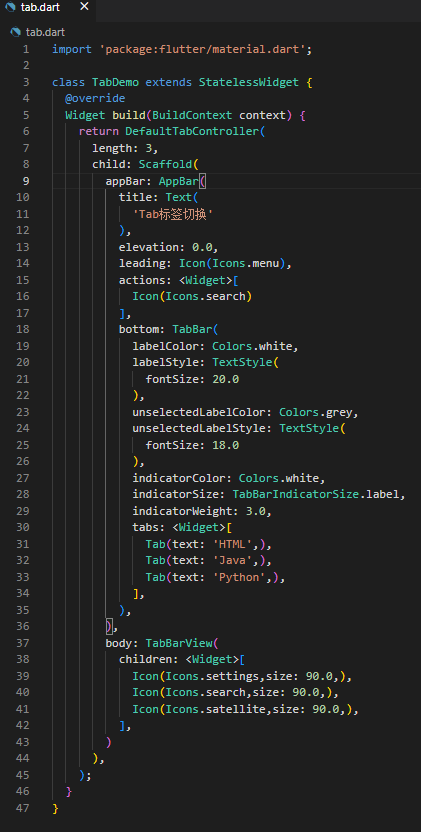 tab.dart ×
tab.dart
1 import 'package:flutter/material.dart';
2
3 class TabDemo extends StatelessWidget {
4   @override
5   Widget build(BuildContext context) {
6     return DefaultTabController(
7       length: 3,
8       child: Scaffold(
9         appBar: AppBar(
10           title: Text(
11             'Tab标签切换'
12           ),
13           elevation: 0.0,
14           leading: Icon(Icons.menu),
15           actions: <Widget>[
16             Icon(Icons.search)
17           ],
18           bottom: TabBar(
19             labelColor: Colors.white,
20             labelStyle: TextStyle(
21               fontSize: 20.0
22             ),
23             unselectedLabelColor: Colors.grey,
24             unselectedLabelStyle: TextStyle(
25               fontSize: 18.0
26             ),
27             indicatorColor: Colors.white,
28             indicatorSize: TabBarIndicatorSize.label,
29             indicatorWeight: 3.0,
30             tabs: <Widget>[
31               Tab(text: 'HTML',),
32               Tab(text: 'Java',),
33               Tab(text: 'Python',),
34             ],
35           ),
36         ),
37         body: TabBarView(
38           children: <Widget>[
39             Icon(Icons.settings,size: 90.0,),
40             Icon(Icons.search,size: 90.0,),
41             Icon(Icons.satellite,size: 90.0,),
42           ],
43         )
44       ),
45     );
46   }
47 }